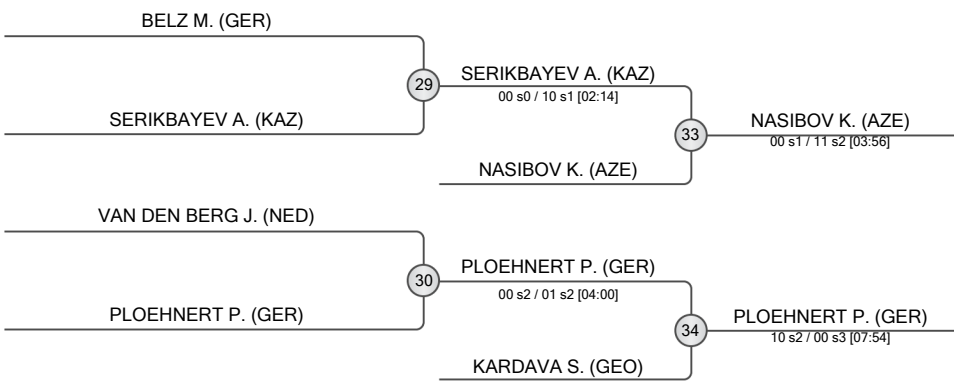 BELZ M. (GER)
29
SERIKBAYEV A. (KAZ)
00 s0 / 10 s1 [02:14]
SERIKBAYEV A. (KAZ)
33
NASIBOV K. (AZE)
00 s1 / 11 s2 [03:56]
NASIBOV K. (AZE)
VAN DEN BERG J. (NED)
30
PLOEHNERT P. (GER)
00 s2 / 01 s2 [04:00]
PLOEHNERT P. (GER)
34
PLOEHNERT P. (GER)
10 s2 / 00 s3 [07:54]
KARDAVA S. (GEO)